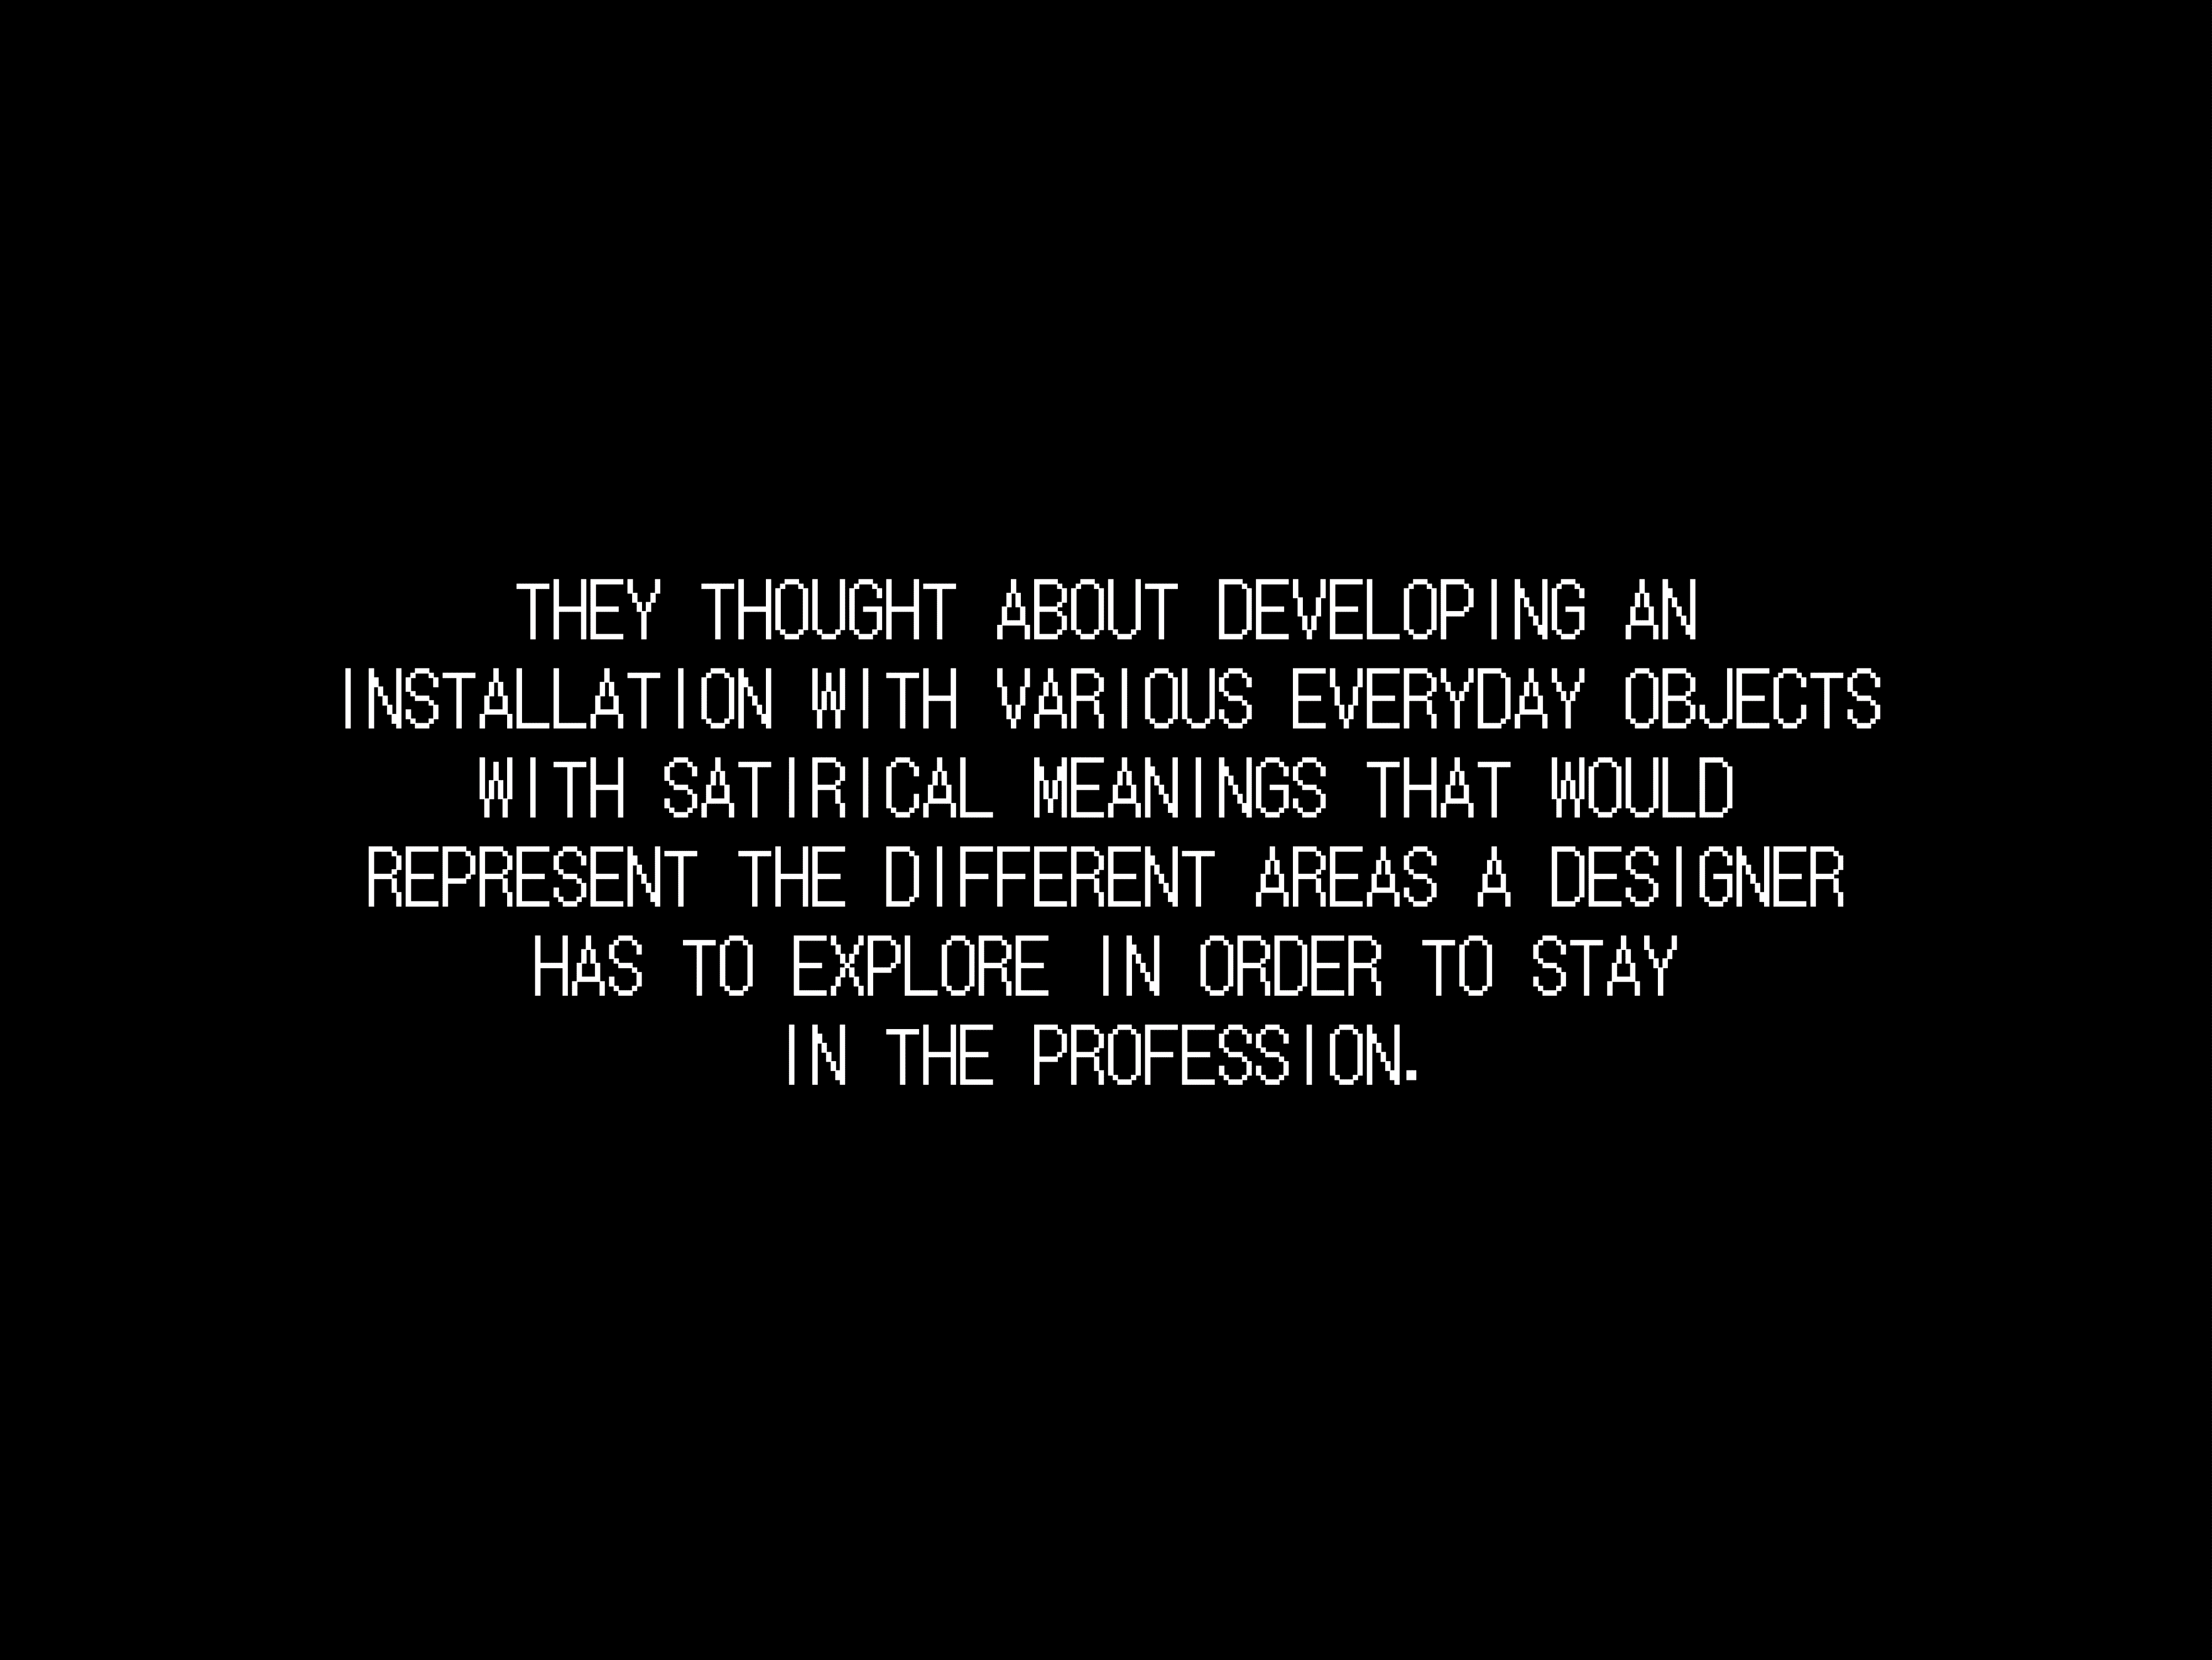 THEY THOUGHT ABOUT DEVELOPING AN
INSTALLATION WITH VARIOUS EVERYDAY OBJECTS
WITH SATIRICAL MEANINGS THAT WOULD
REPRESENT THE DIFFERENT AREAS A DESIGNER
HAS TO EXPLORE IN ORDER TO STAY
IN THE PROFESSION.